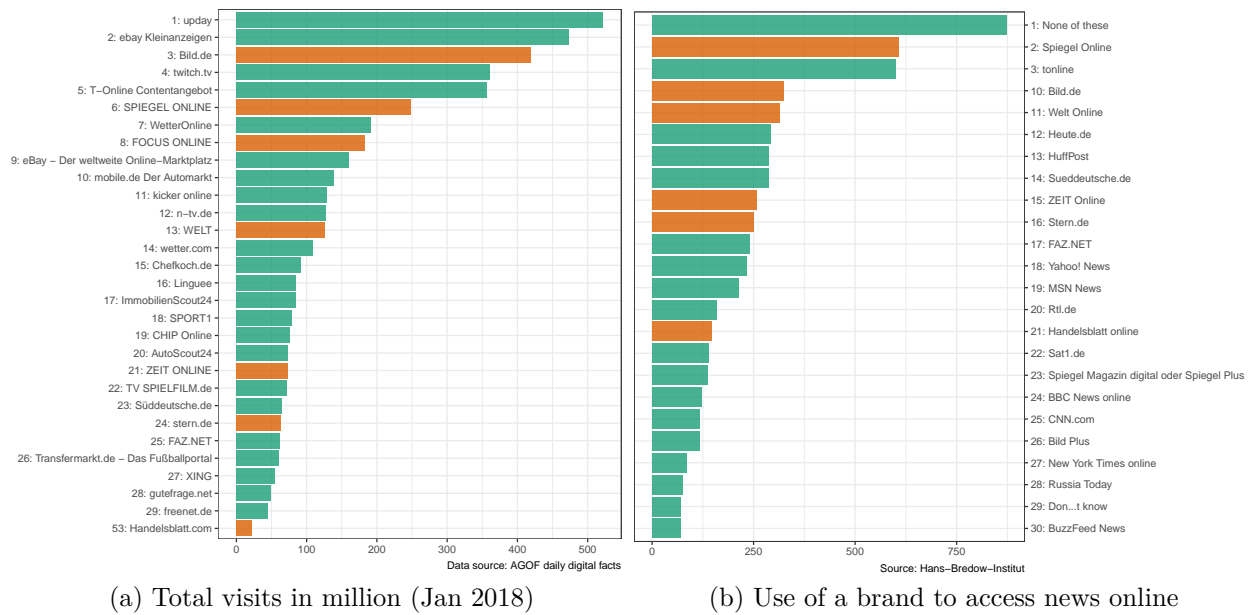 1: upday
2: ebay Kleinanzeigen
3: Bild.de
4: twitch.tv
5: T-Online Contentangebot
6: SPIEGEL ONLINE
7: WetterOnline
8: FOCUS ONLINE
9: eBay − Der weltweite Online−Marktplatz
10: mobile.de Der Automarkt
11: kicker online
12: n−tv.de
13: WELT
14: wetter.com
15: Chefkoch.de
16: Linguee
17: ImmobilienScout24
18: SPORT1
19: CHIP Online
20: AutoScout24
21: ZEIT ONLINE
22: TV SPIELFILM.de
23: Süddeutsche.de
24: stern.de
25: FAZ.NET
26: Transfermarkt.de − Das Fußballportal
27: XING
28: gutefrage.net
29: freenet.de
53: Handelsblatt.com
0 100 200 300 400 500
Data source: AGOF daily digital facts
(a) Total visits in million (Jan 2018)
1: None of these
2: Spiegel Online
3: tonline
10: Bild.de
11: Welt Online
12: Heute.de
13: HuffPost
14: Sueddeutsche.de
15: ZEIT Online
16: Stern.de
17: FAZ.NET
18: Yahoo! News
19: MSN News
20: Rtl.de
21: Handelsblatt online
22: Sat1.de
23: Spiegel Magazin digital oder Spiegel Plus
24: BBC News online
25: CNN.com
26: Bild Plus
27: New York Times online
28: Russia Today
29: Don...t know
30: BuzzFeed News
0 250 500 750
Source: Hans−Bredow−Institut
(b) Use of a brand to access news online